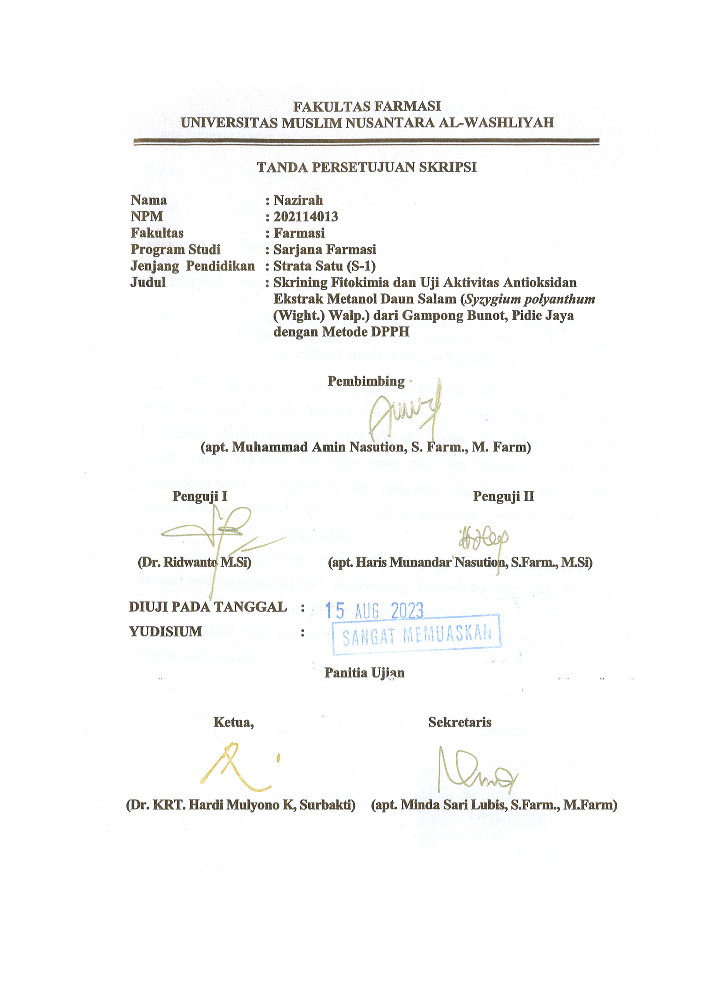 FAKULTAS FARMASI
UNIVERSITAS MUSLIM NUSANTARA AL-WASHLIYAH
TANDA PERSETUJUAN SKRIPSI
Nama : Nazirah
NPM : 202114013
Fakultas : Farmasi
Program Studi : Sarjana Farmasi
Jenjang Pendidikan : Strata Satu (S-1)
Judul : Skrining Fitokimia dan Uji Aktivitas Antioksidan
Ekstrak Metanol Daun Salam (Syzygium polyanthum
(Wight.) Walp.) dari Gampong Bunot, Pidie Jaya
dengan Metode DPPH
Pembimbing
(apt. Muhammad Amin Nasution, S. Farm., M. Farm)
Penguji I Penguji II
(Dr. Ridwanto M.Si) (apt. Haris Munandar Nasution, S.Farm., M.Si)
DIUJI PADA TANGGAL : 15 AUG 2023
YUDISIUM : SANGAT MEMUASKAN
Panitia Ujian
Ketua, Sekretaris
(Dr. KRT. Hardi Mulyono K, Surbakti) (apt. Minda Sari Lubis, S.Farm., M.Farm)